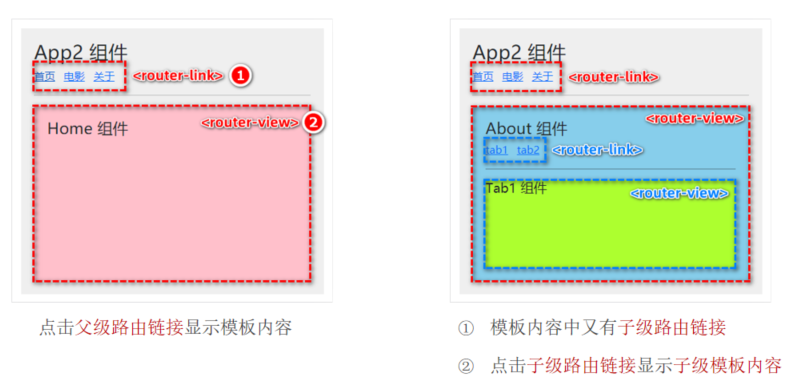 App2 组件
首页 电影 关于 <router-link> 1
<router-view> 2
Home 组件
点击父级路由链接显示模板内容
App2 组件
首页 电影 关于 <router-link>
<router-view>
About 组件
tab1 tab2 <router-link>
Tab1 组件
<router-view>
① 模板内容中又有子级路由链接
② 点击子级路由链接显示子级模板内容